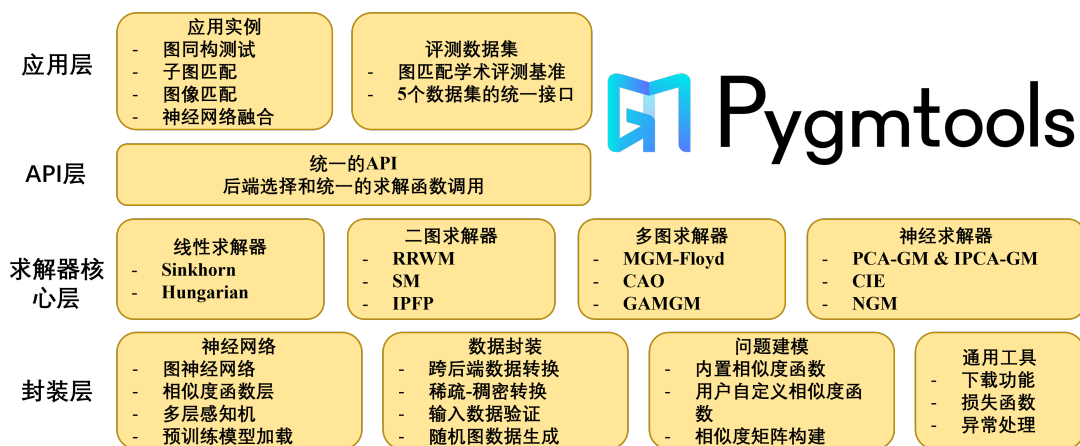 应用层
应用实例
- 图同构测试
- 子图匹配
- 图像匹配
- 神经网络融合
评测数据集
- 图匹配学术评测基准
- 5个数据集的统一接口
Pygmtools
API层
统一的API
后端选择和统一的求解函数调用
求解器核
心层
线性求解器
- Sinkhorn
- Hungarian
二图求解器
- RRWM
- SM
- IPFP
多图求解器
- MGM-Floyd
- CAO
- GAMGM
神经求解器
- PCA-GM & IPCA-GM
- CIE
- NGM
封装层
神经网络
- 图神经网络
- 相似度函数层
- 多层感知机
- 预训练模型加载
数据封装
- 跨后端数据转换
- 稀疏-稠密转换
- 输入数据验证
- 随机图数据生成
问题建模
- 内置相似度函数
- 用户自定义相似度函
数
- 相似度矩阵构建
通用工具
- 下载功能
- 损失函数
- 异常处理